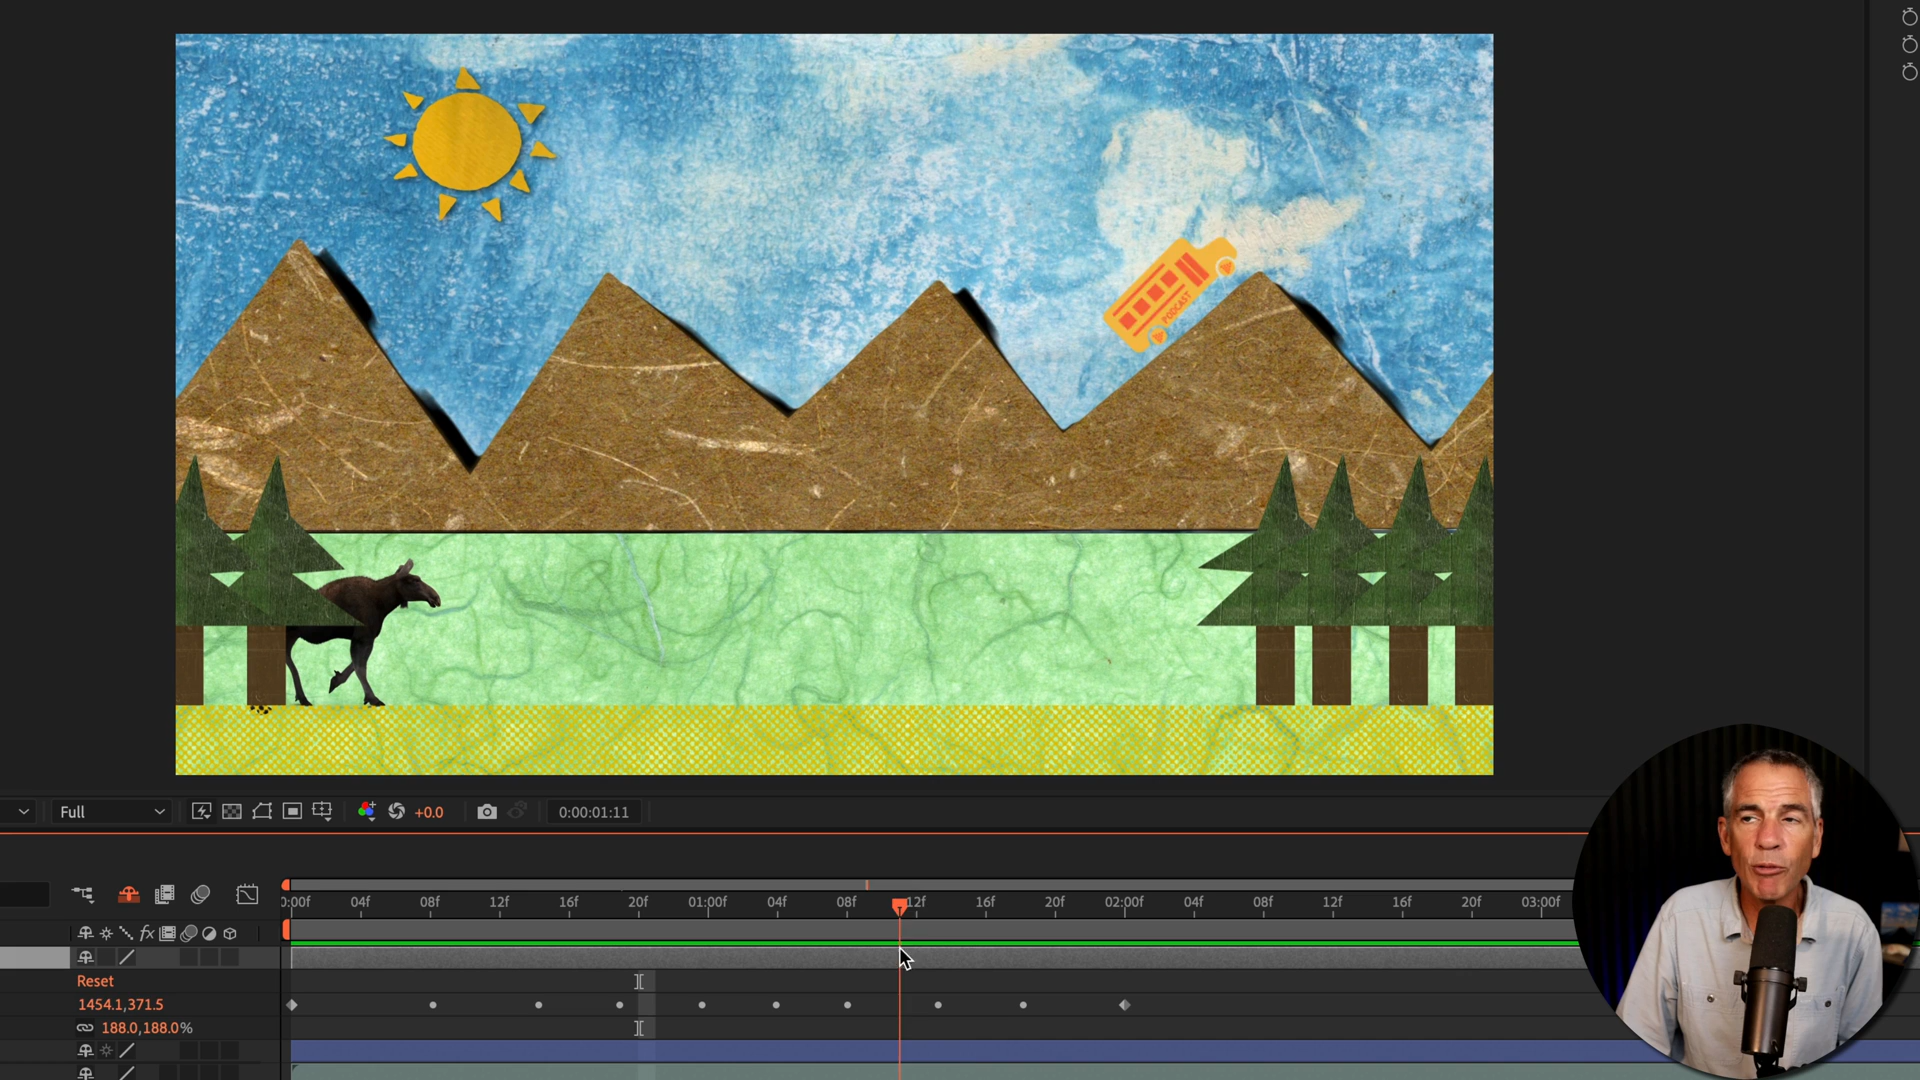 PODCAST
Full
+0.0
0:00:01:11
0:00f 04f 08f 12f 16f 20f 01:00f 04f 08f 12f 16f 20f 02:00f 04f 08f 12f 16f 20f 03:00f
fx
Reset
1454.1,371.5
188.0,188.0%